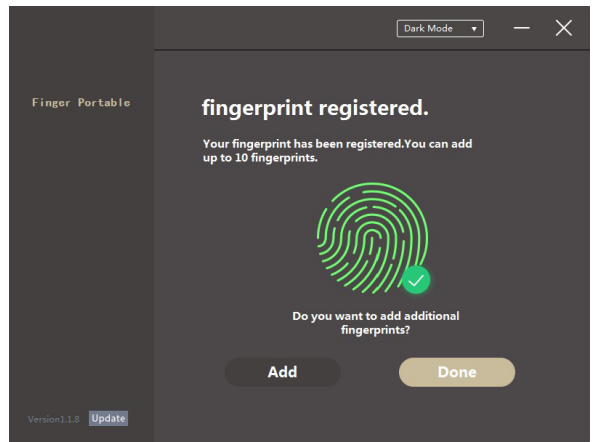 Dark Mode
Finger Portable
fingerprint registered.
Your fingerprint has been registered.You can add
up to 10 fingerprints.
Do you want to add additional
fingerprints?
Add
Done
Version1.1.8
Update